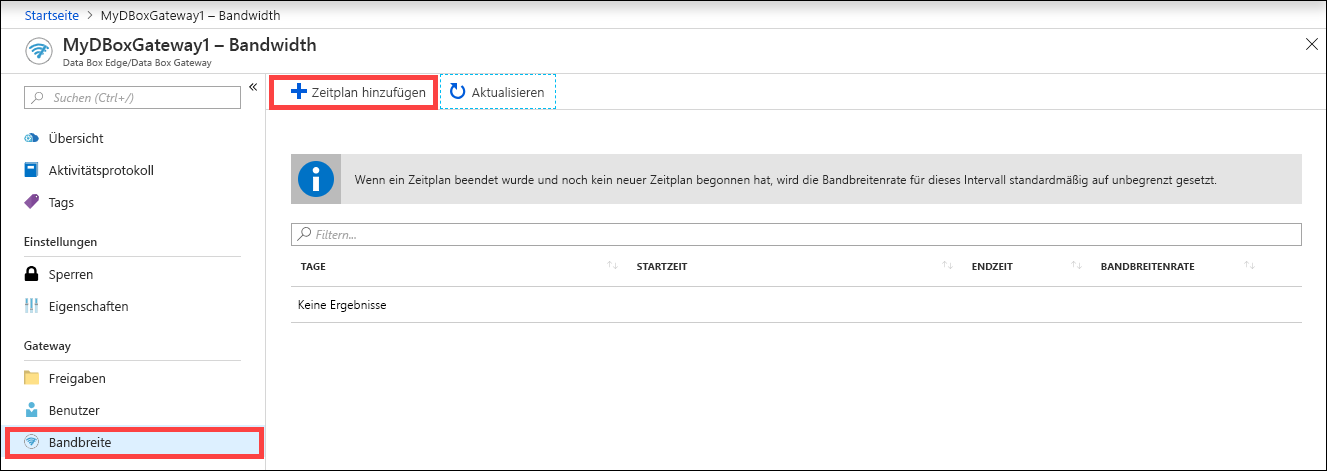 Startseite > MyDBoxGateway1 – Bandwidth
MyDBoxGateway1 – Bandwidth
Data Box Edge/Data Box Gateway
Suchen (Ctrl+/)
Übersicht
Aktivitätsprotokoll
Tags
Einstellungen
Sperren
Eigenschaften
Gateway
Freigaben
Benutzer
Bandbreite
Zeitplan hinzufügen Aktualisieren
Wenn ein Zeitplan beendet wurde und noch kein neuer Zeitplan begonnen hat, wird die Bandbreitenrate für dieses Intervall standardmäßig auf unbegrenzt gesetzt.
Filtern...
TAGE STARTZEIT ENDZEIT BANDBREITENRATE
Keine Ergebnisse